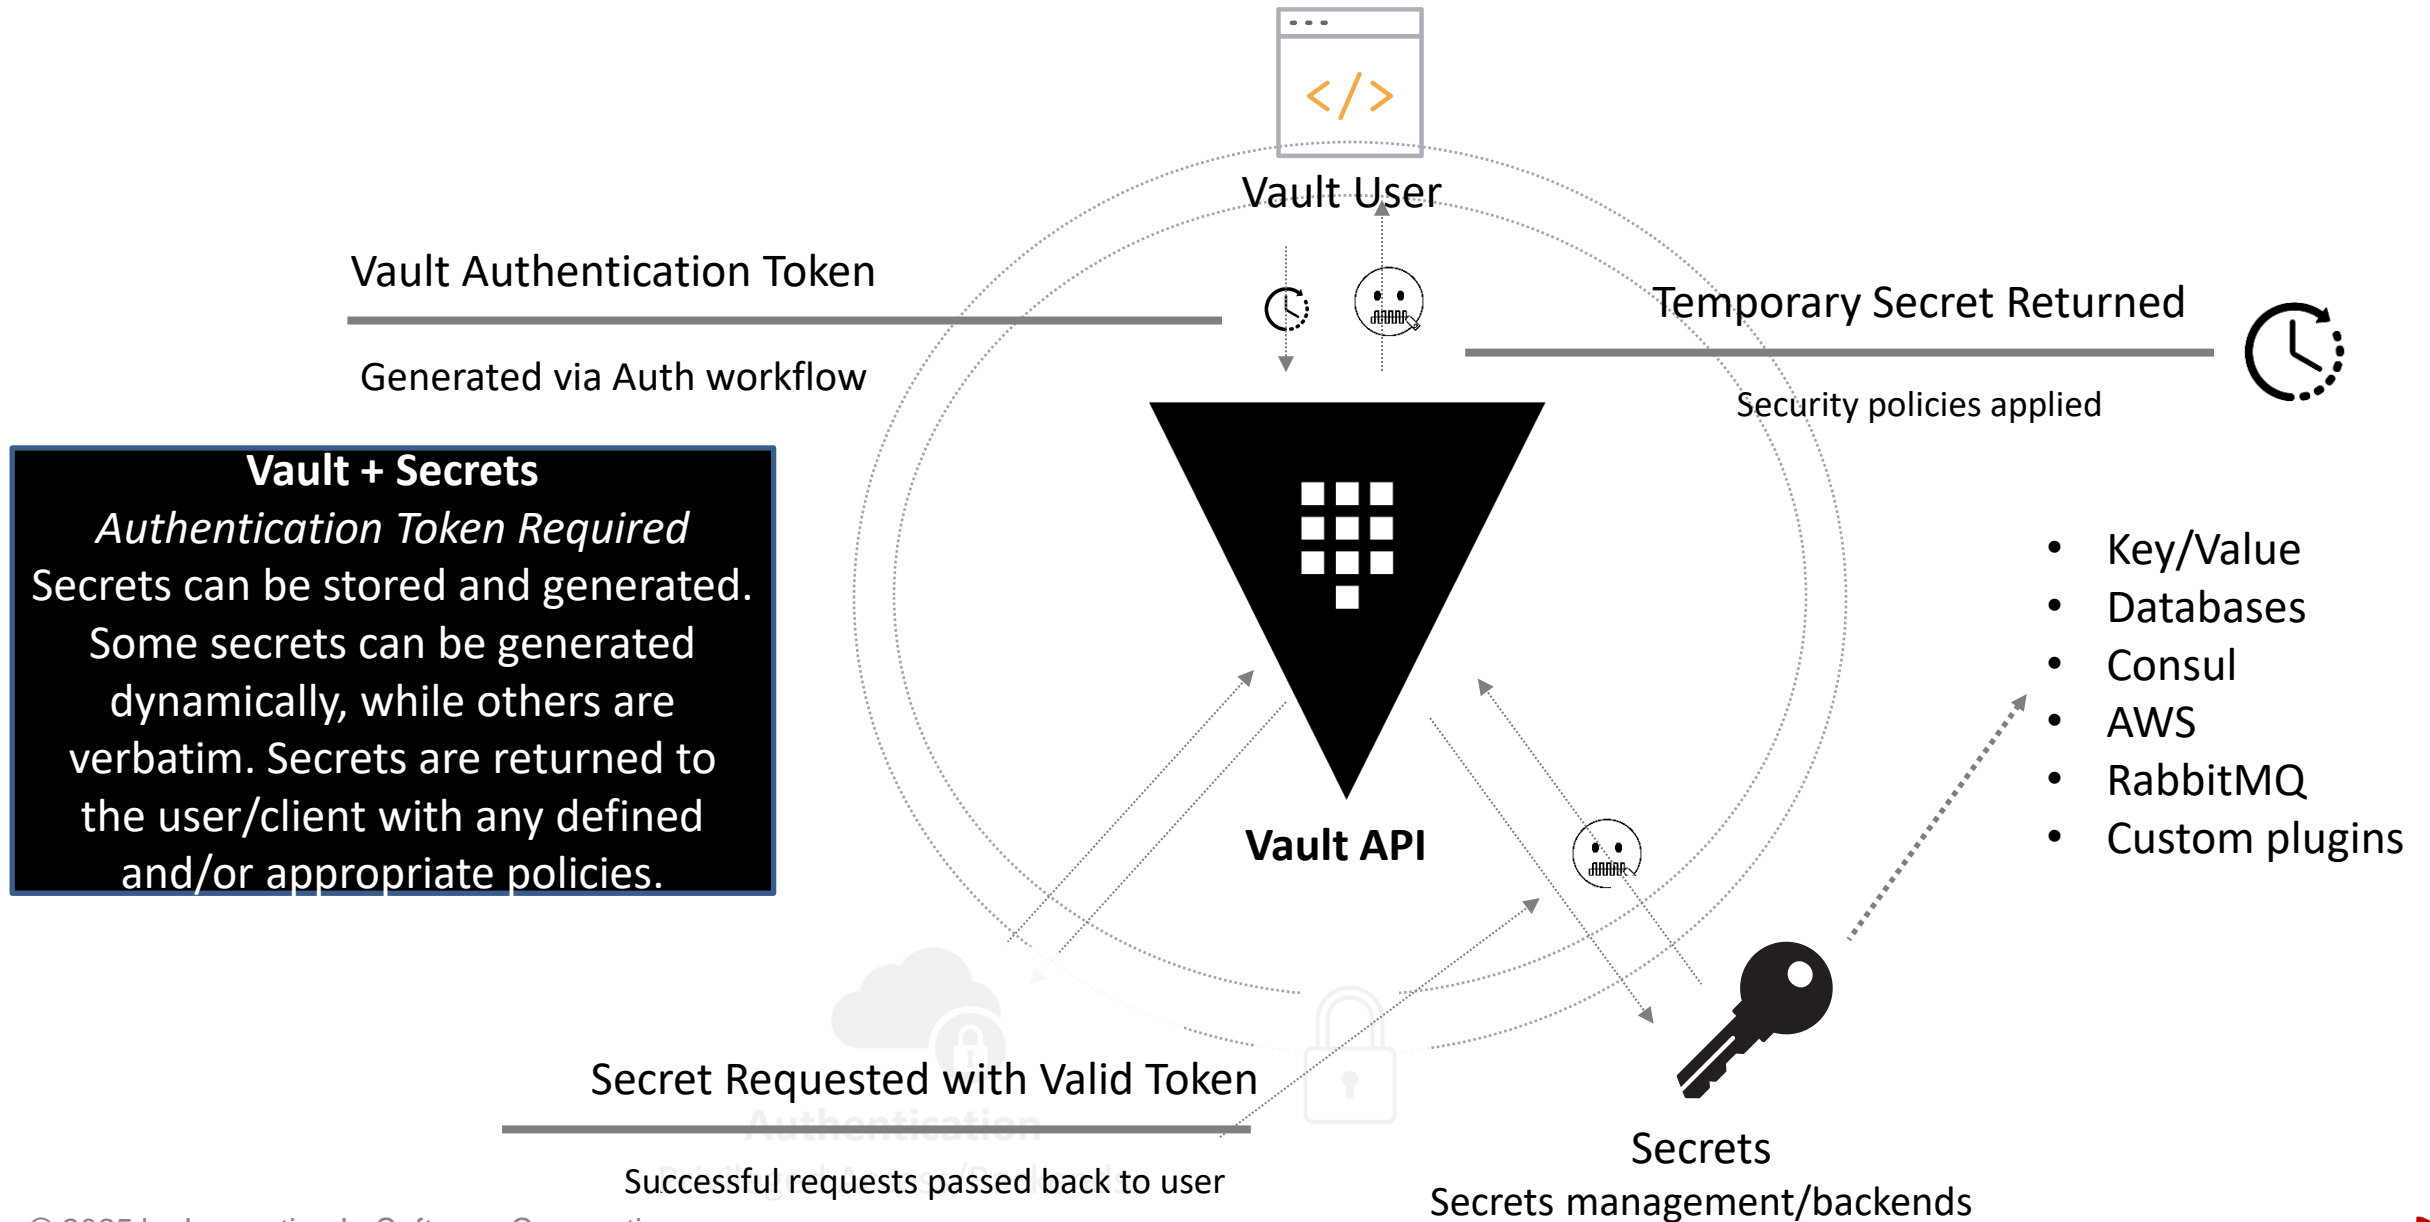 </>
Vault User
Vault Authentication Token
Generated via Auth workflow
Temporary Secret Returned
Security policies applied
Vault + Secrets
Authentication Token Required
Secrets can be stored and generated.
Some secrets can be generated
dynamically, while others are
verbatim. Secrets are returned to
the user/client with any defined
and/or appropriate policies.
• Key/Value
• Databases
• Consul
• AWS
• RabbitMQ
• Custom plugins
Vault API
Secret Requested with Valid Token
Authentication
Successful requests passed back to user
Secrets
Secrets management/backends